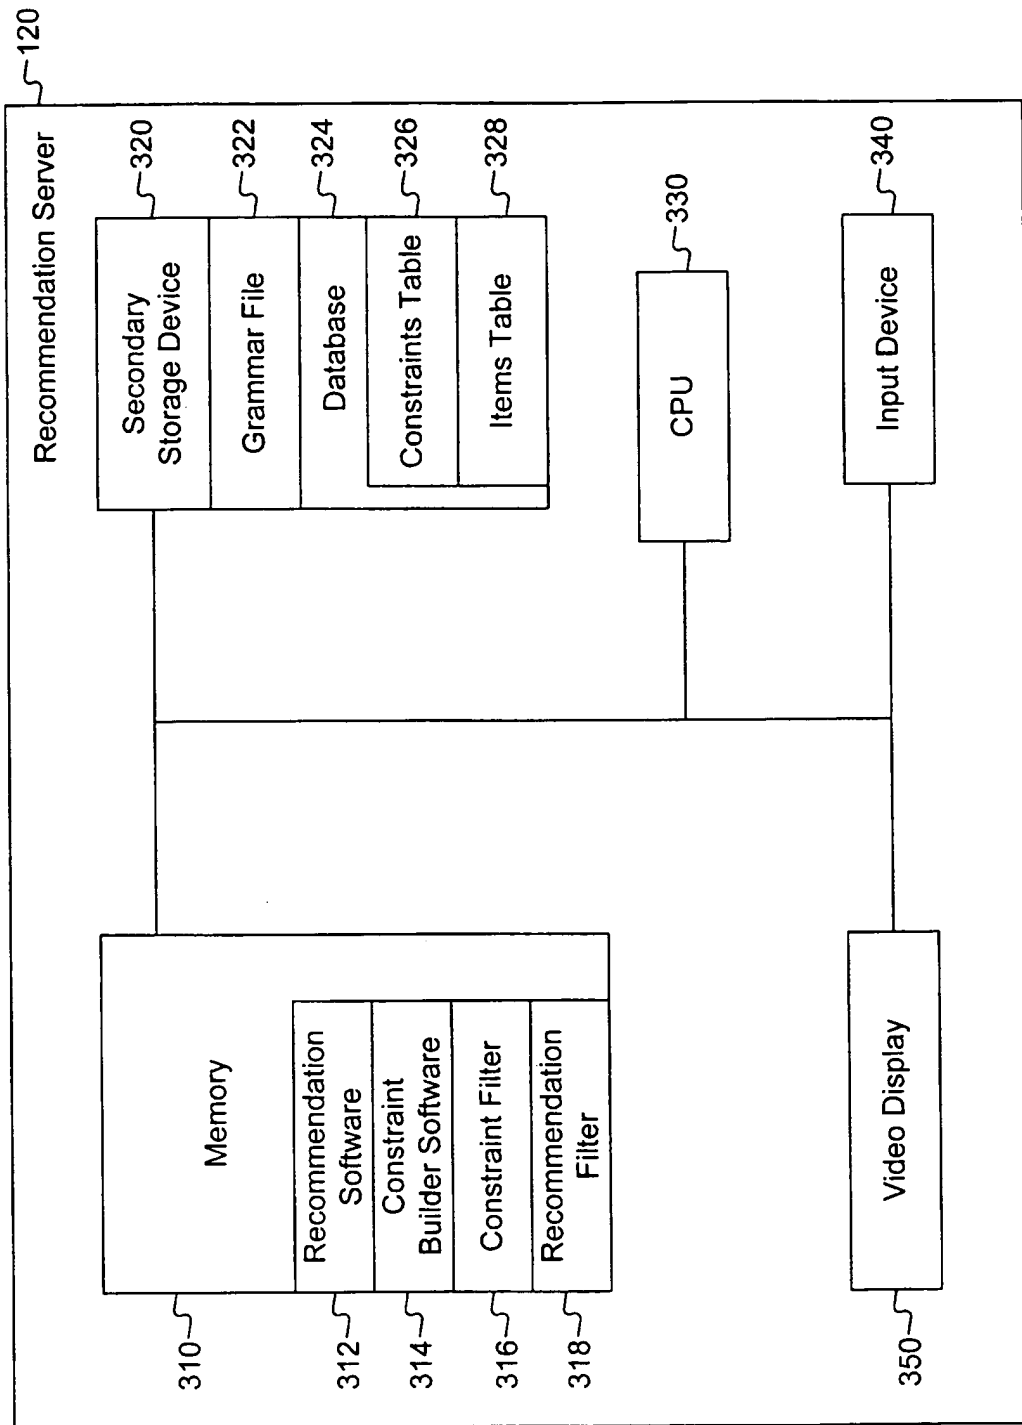 120
Recommendation Server
Memory
Recommendation
Software
Constraint
Builder Software
Constraint Filter
Recommendation
Filter
310
312
314
316
318
Secondary
Storage Device
Grammar File
Database
Constraints Table
Items Table
320
322
324
326
328
CPU
330
Video Display
350
Input Device
340